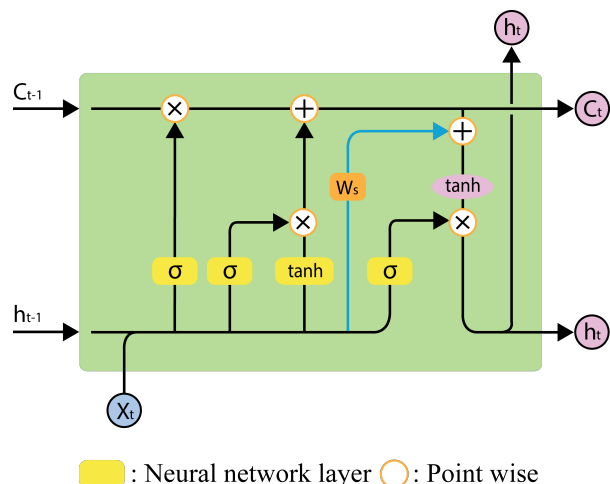 hₜ
Cₜ₋₁ × + Cₜ
+
Wₛ tanh
× ×
σ σ tanh σ
hₜ₋₁ hₜ
Xₜ
: Neural network layer : Point wise